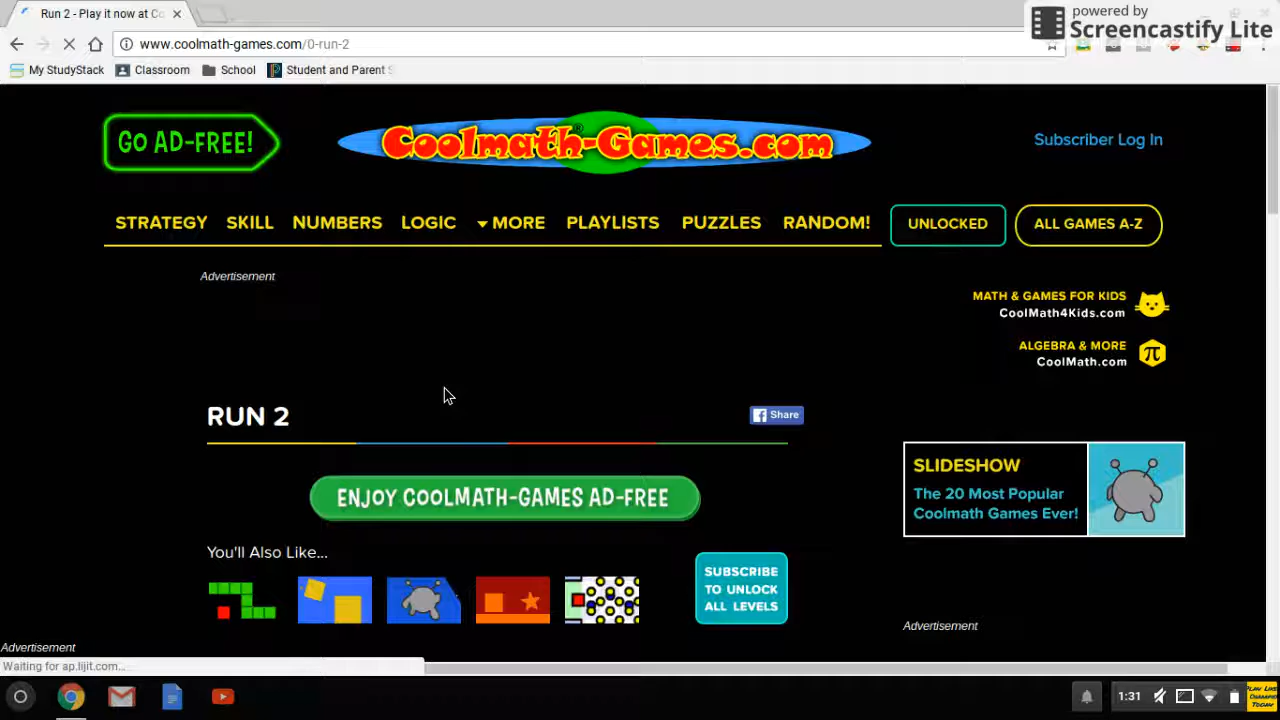 Run 2 - Play it now at Co
powered by
Screencastify Lite
www.coolmath-games.com/0-run-2
My StudyStack Classroom School Student and Parent S
GO AD-FREE!
Coolmath-Games.com
Subscriber Log In
STRATEGY SKILL NUMBERS LOGIC MORE PLAYLISTS PUZZLES RANDOM! UNLOCKED ALL GAMES A-Z
Advertisement
MATH & GAMES FOR KIDS
CoolMath4Kids.com
ALGEBRA & MORE
CoolMath.com
RUN 2
Share
SLIDESHOW
The 20 Most Popular
Coolmath Games Ever!
ENJOY COOLMATH-GAMES AD-FREE
You'll Also Like...
SUBSCRIBE
TO UNLOCK
ALL LEVELS
Advertisement
Advertisement
Waiting for ap.lijit.com...
1:31
PLAY LIKE
CHAMPION
TODAY